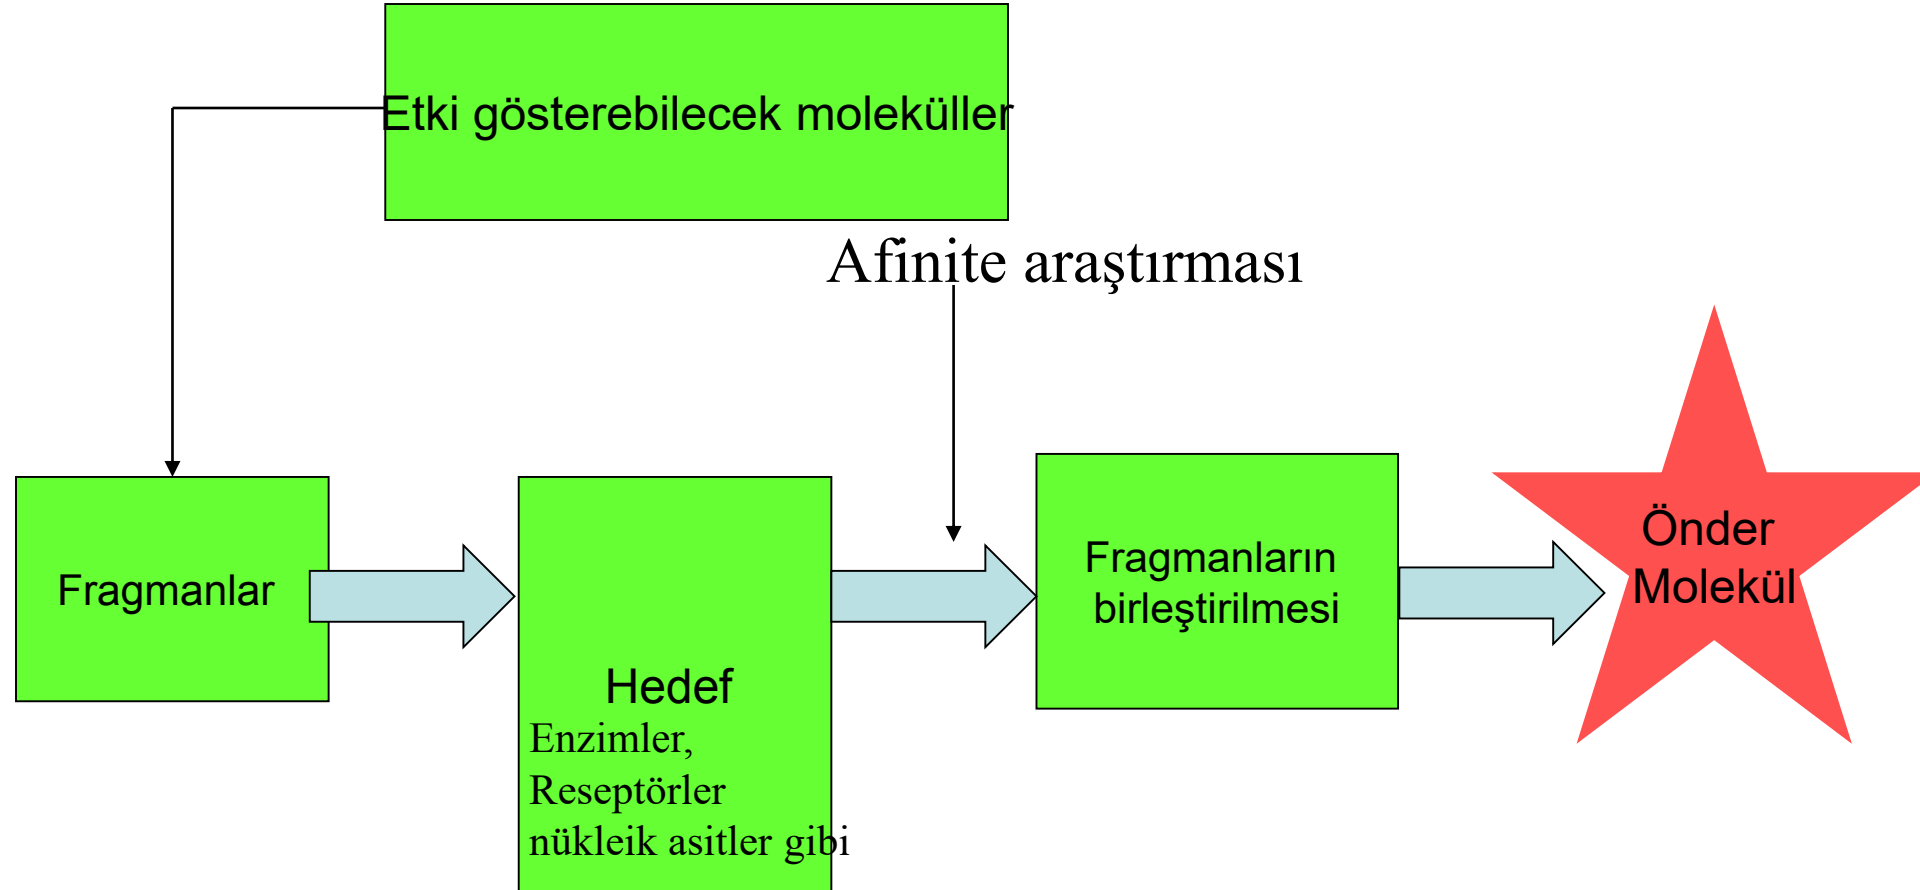 Etki gösterebilecek moleküller
Afinite araştırması
Fragmanlar
Hedef
Enzimler,
Reseptörler
nükleik asitler gibi
Fragmanların
birleştirilmesi
Önder
Molekül